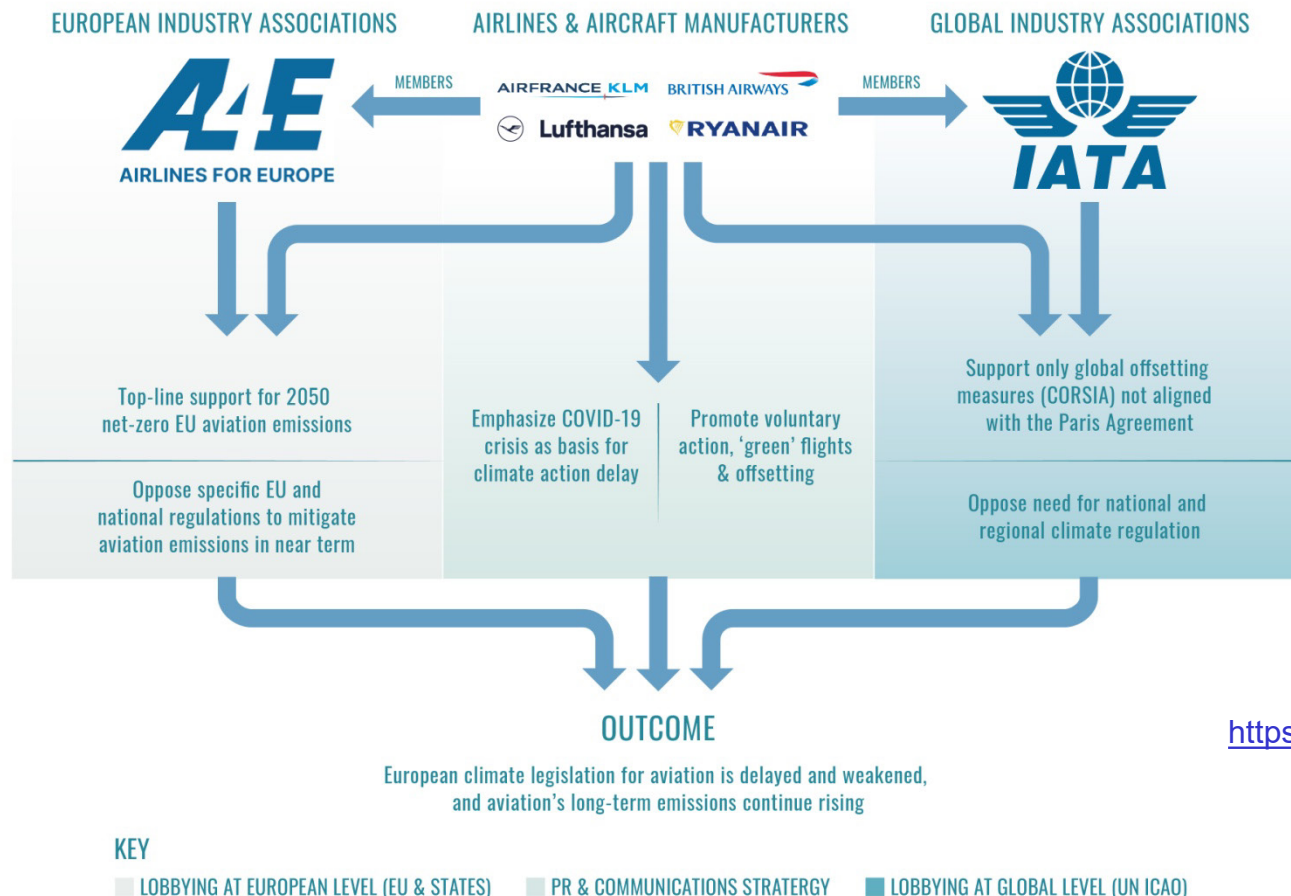 EUROPEAN INDUSTRY ASSOCIATIONS
AIRLINES & AIRCRAFT MANUFACTURERS
GLOBAL INDUSTRY ASSOCIATIONS
A4E
AIRLINES FOR EUROPE
MEMBERS
AIRFRANCE KLM
BRITISH AIRWAYS
Lufthansa
RYANAIR
MEMBERS
IATA
Top-line support for 2050
net-zero EU aviation emissions
Oppose specific EU and
national regulations to mitigate
aviation emissions in near term
Emphasize COVID-19
crisis as basis for
climate action delay
Promote voluntary
action, ‘green’ flights
& offsetting
Support only global offsetting
measures (CORSIA) not aligned
with the Paris Agreement
Oppose need for national and
regional climate regulation
OUTCOME
https
European climate legislation for aviation is delayed and weakened,
and aviation’s long-term emissions continue rising
KEY
LOBBYING AT EUROPEAN LEVEL (EU & STATES)
PR & COMMUNICATIONS STRATERGY
LOBBYING AT GLOBAL LEVEL (UN ICAO)